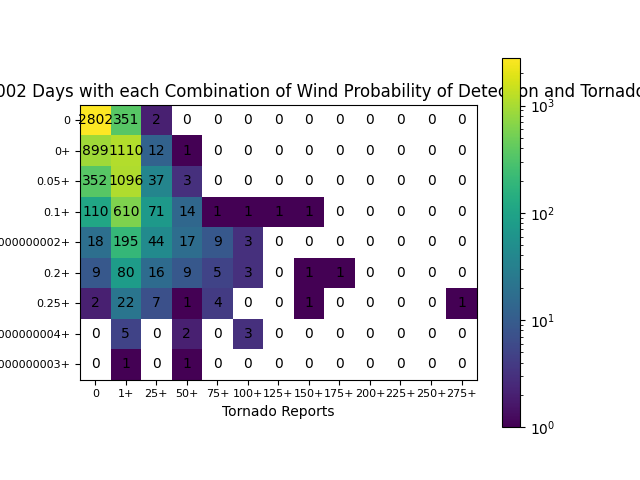 002 Days with each Combination of Wind Probability of Detection and Tornado
0 2802 351 2 0 0 0 0 0 0 0 0 0 0
0+ 899 1110 12 1 0 0 0 0 0 0 0 0 0
0.05+ 352 1096 37 3 0 0 0 0 0 0 0 0 0
0.1+ 110 610 71 14 1 1 1 1 0 0 0 0 0
000000002+ 18 195 44 17 9 3 0 0 0 0 0 0 0
0.2+ 9 80 16 9 5 3 0 1 1 0 0 0 0
0.25+ 2 22 7 1 4 0 0 1 0 0 0 0 1
000000004+ 0 5 0 2 0 3 0 0 0 0 0 0 0
000000003+ 0 1 0 1 0 0 0 0 0 0 0 0 0
0 1+ 25+ 50+ 75+ 100+ 125+ 150+ 175+ 200+ 225+ 250+ 275+
Tornado Reports
10³
10²
10¹
10⁰